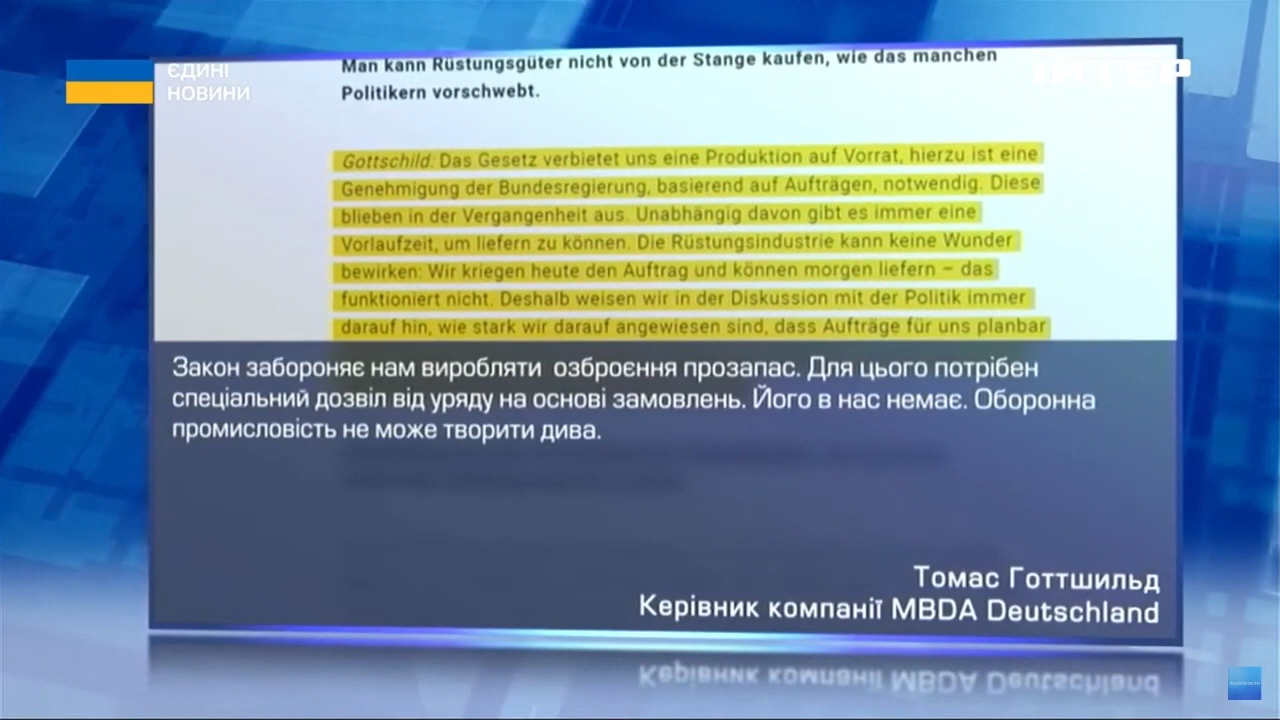 ЄДИНІ
НОВИНИ
ІНТЕР
Man kann Rüstungsgüter nicht von der Stange kaufen, wie das manchen
Politikern vorschwebt.
Gottschild: Das Gesetz verbietet uns eine Produktion auf Vorrat, hierzu ist eine
Genehmigung der Bundesregierung, basierend auf Aufträgen, notwendig. Diese
blieben in der Vergangenheit aus. Unabhängig davon gibt es immer eine
Vorlaufzeit, um liefern zu können. Die Rüstungsindustrie kann keine Wunder
bewirken: Wir kriegen heute den Auftrag und können morgen liefern – das
funktioniert nicht. Deshalb weisen wir in der Diskussion mit der Politik immer
darauf hin, wie stark wir darauf angewiesen sind, dass Aufträge für uns planbar
Закон забороняє нам виробляти озброєння прозапас. Для цього потрібен
спеціальний дозвіл від уряду на основі замовлень. Його в нас немає. Оборонна
промисловість не може творити дива.
Томас Готтшильд
Керівник компанії MBDA Deutschland